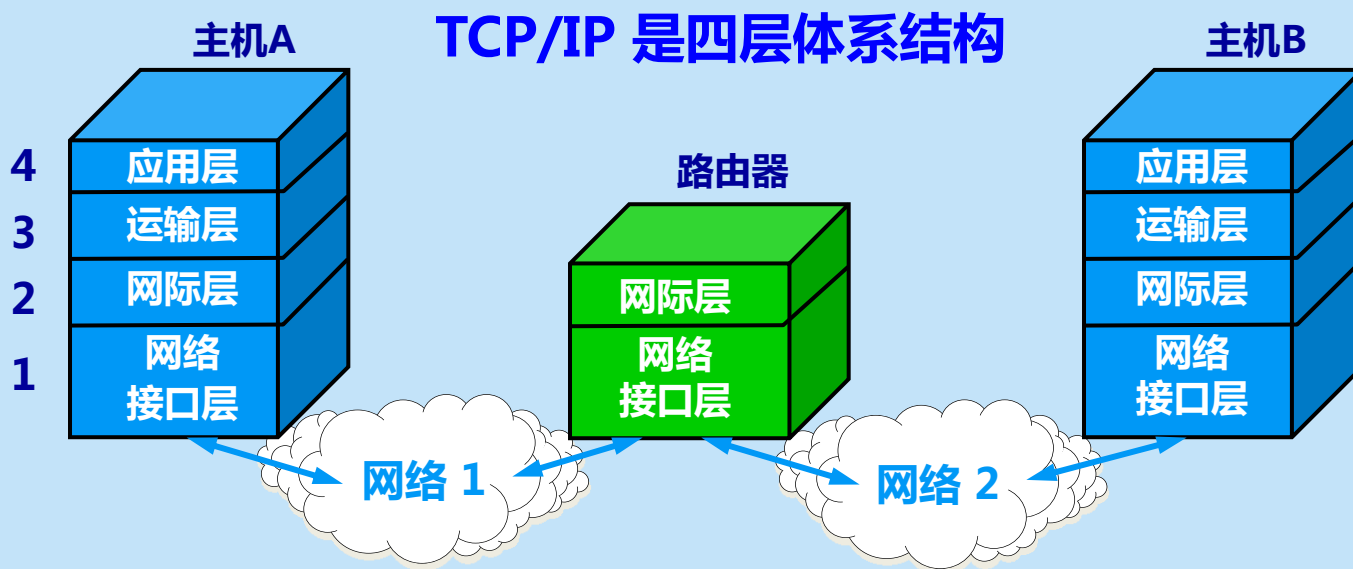 TCP/IP 是四层体系结构
主机A
主机B
路由器
4
应用层
3
运输层
2
网际层
1
网络
接口层
网际层
网络
接口层
应用层
运输层
网际层
网络
接口层
网络 1
网络 2